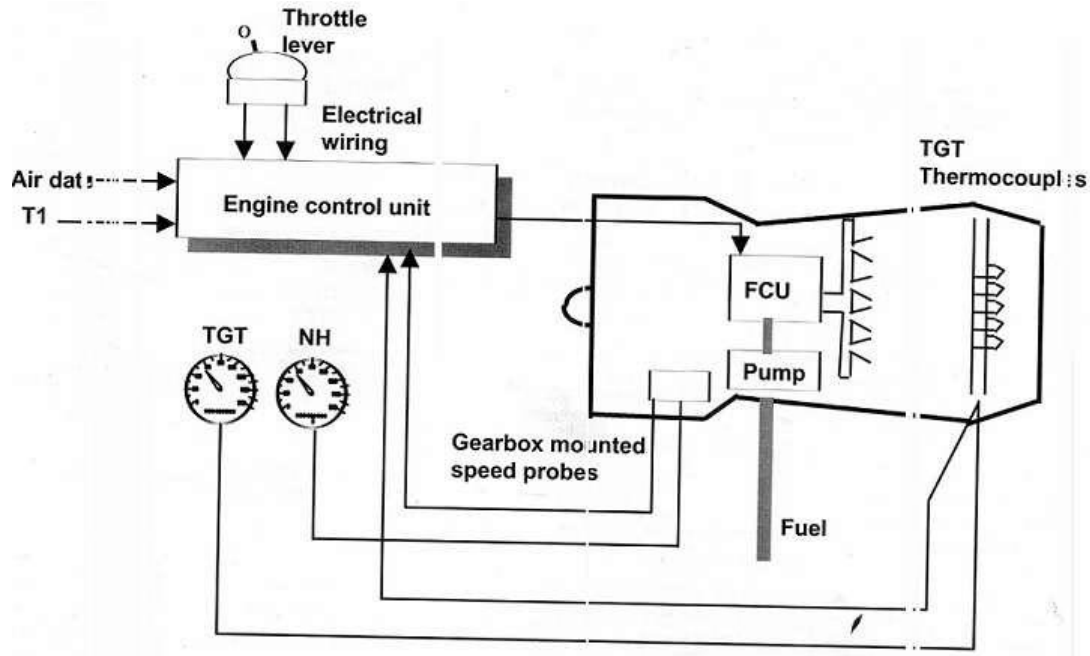 O
Throttle
lever
Electrical
wiring
Air data
T1
Engine control unit
TGT
Thermocouples
FCU
TGT
NH
Pump
Gearbox mounted
speed probes
Fuel